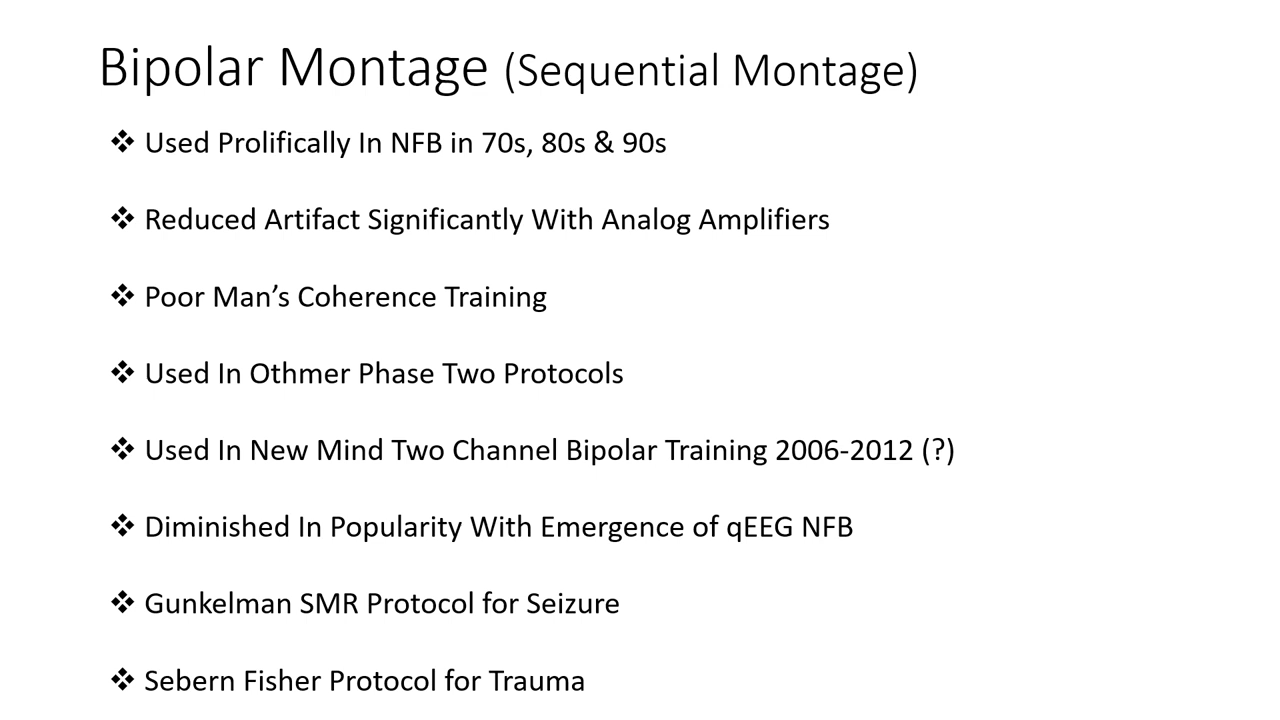 Bipolar Montage (Sequential Montage)
❖ Used Prolifically In NFB in 70s, 80s & 90s
❖ Reduced Artifact Significantly With Analog Amplifiers
❖ Poor Man’s Coherence Training
❖ Used In Othmer Phase Two Protocols
❖ Used In New Mind Two Channel Bipolar Training 2006-2012 (?)
❖ Diminished In Popularity With Emergence of qEEG NFB
❖ Gunkelman SMR Protocol for Seizure
❖ Sebern Fisher Protocol for Trauma